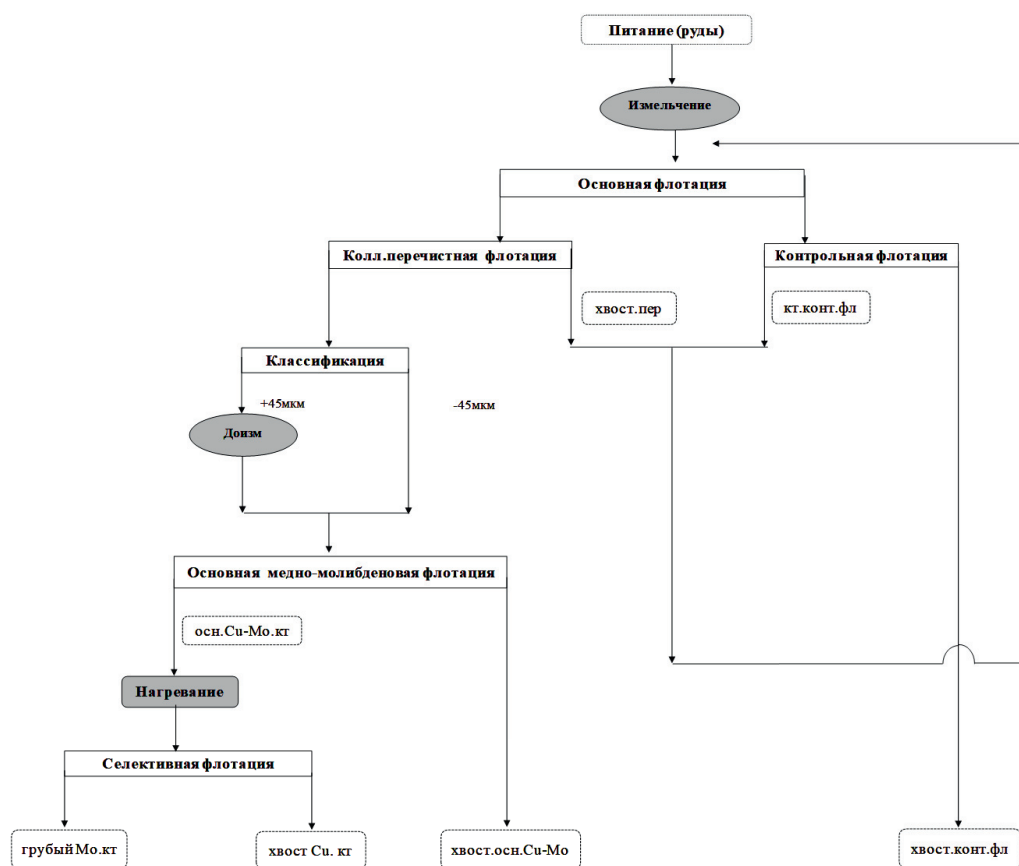 Питание (руды)
Измельчение
Основная флотация
Колл.перечистная флотация
Контрольная флотация
хвост.пер
кт.конт.фл
Классификация
+45мкм
-45мкм
Доизм
Основная медно-молибденовая флотация
осн.Cu-Mo.кт
Нагревание
Селективная флотация
грубый Mo.кт
хвост Cu. кт
хвост.осн.Cu-Mo
хвост.конт.фл